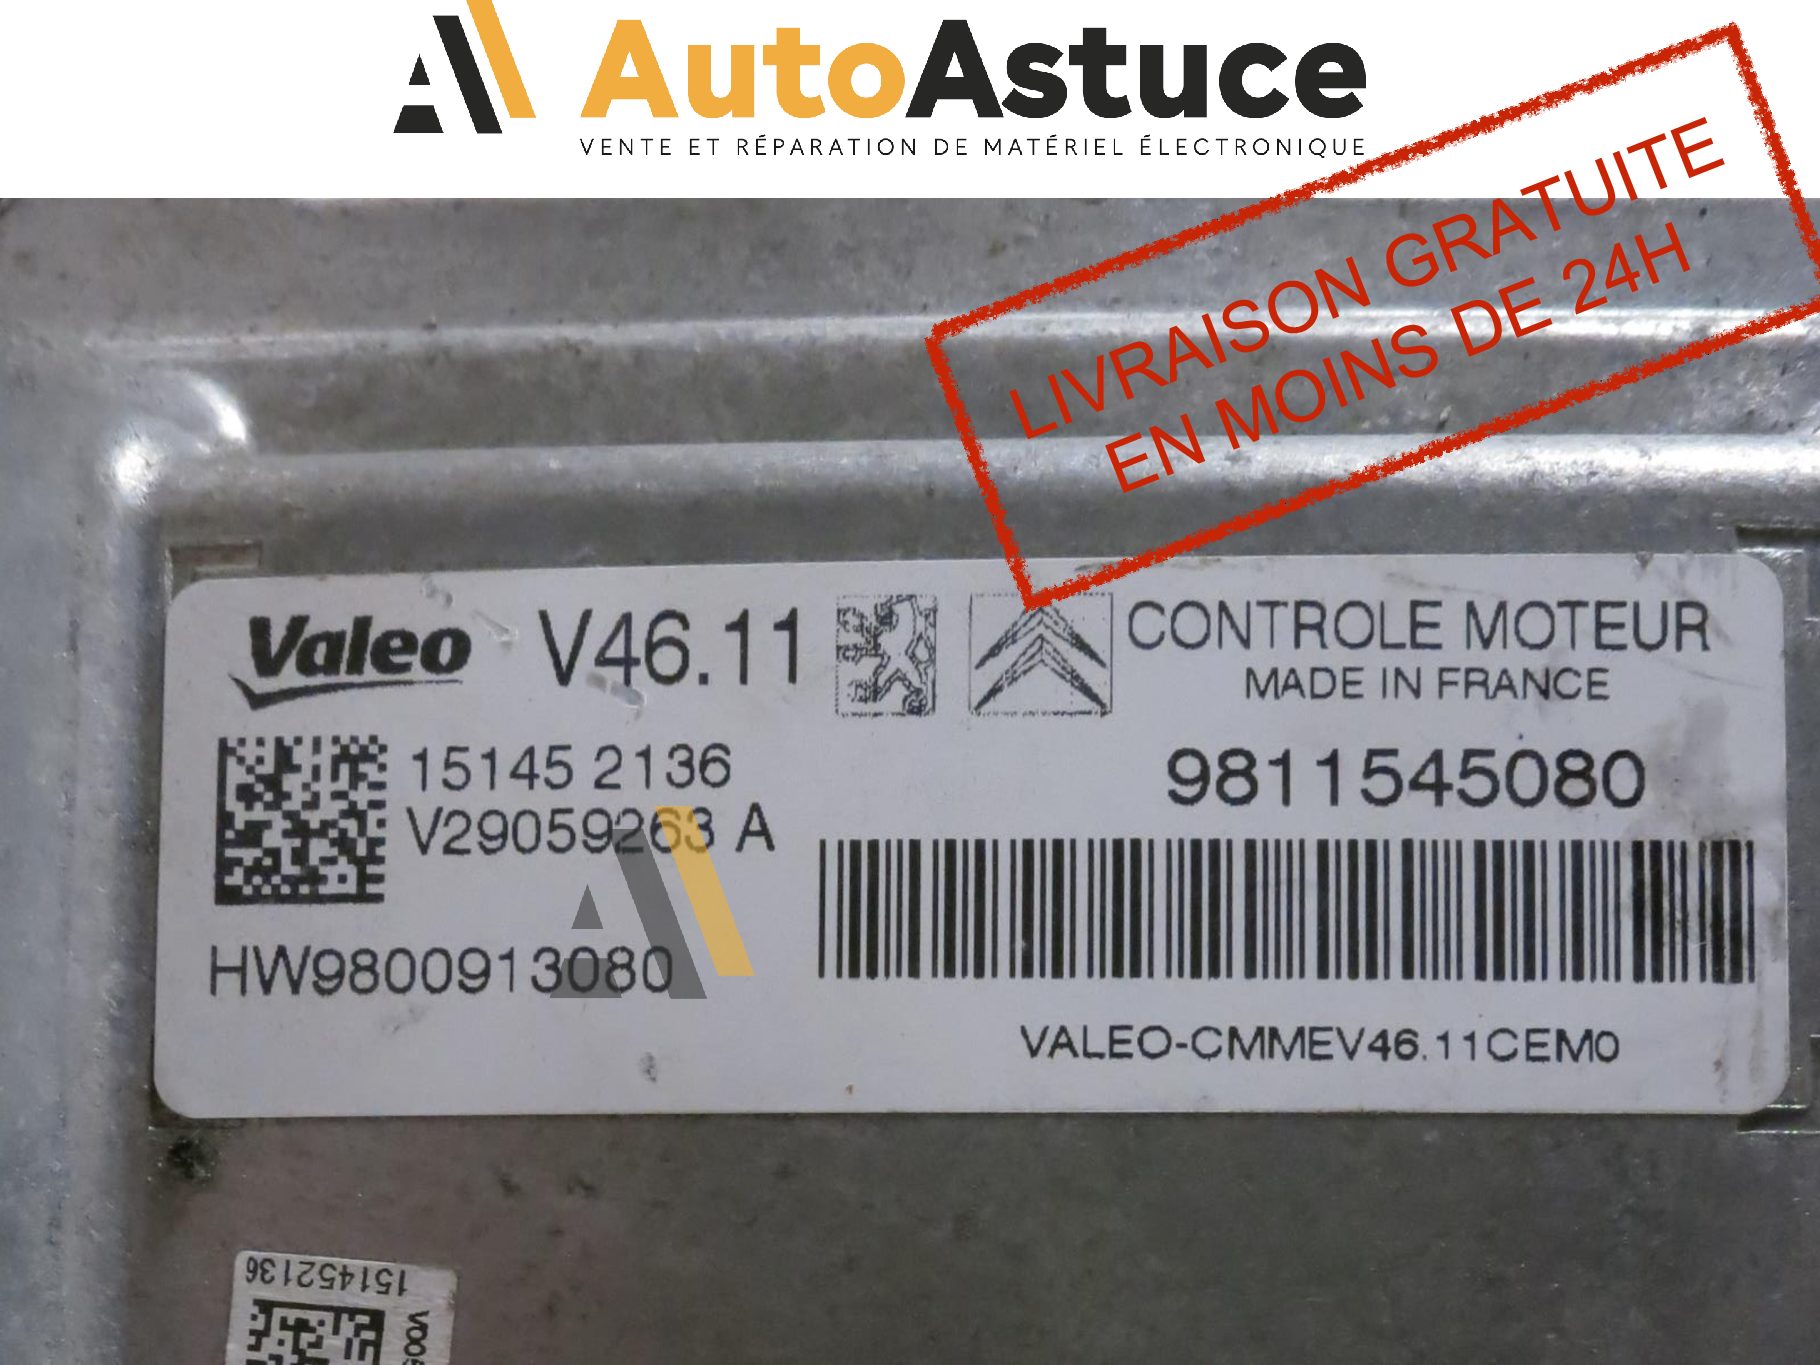 AutoAstuce
VENTE ET RÉPARATION DE MATÉRIEL ÉLECTRONIQUE
LIVRAISON GRATUITE
EN MOINS DE 24H
Valeo V46.11
CONTROLE MOTEUR
MADE IN FRANCE
15145 2136
V29059263 A
9811545080
HW9800913080
VALEO-CMMEV46.11CEM0
151452136